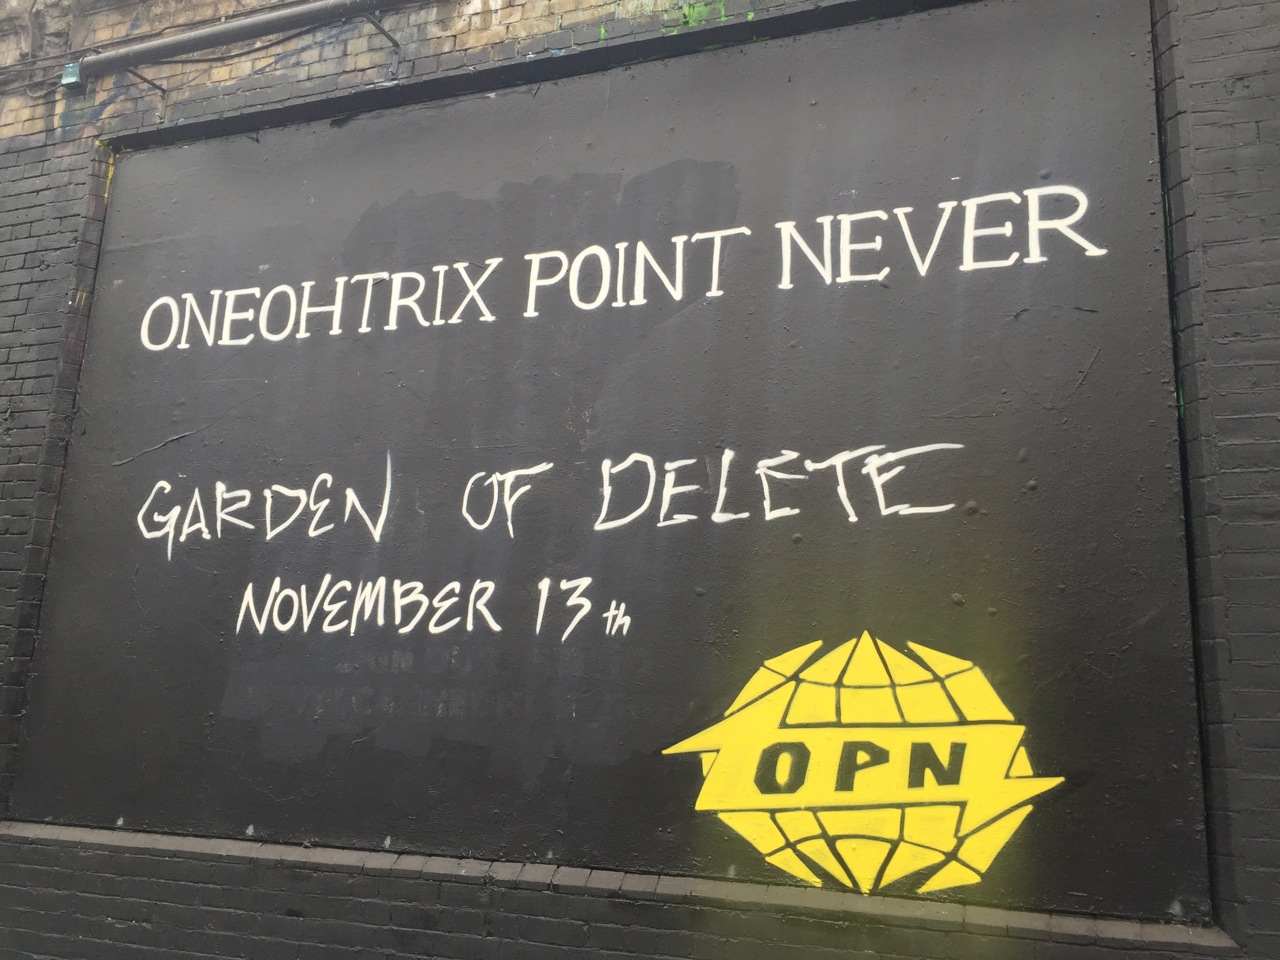 ONEOHTRIX POINT NEVER
GARDEN OF DELETE
NOVEMBER 13th
OPN